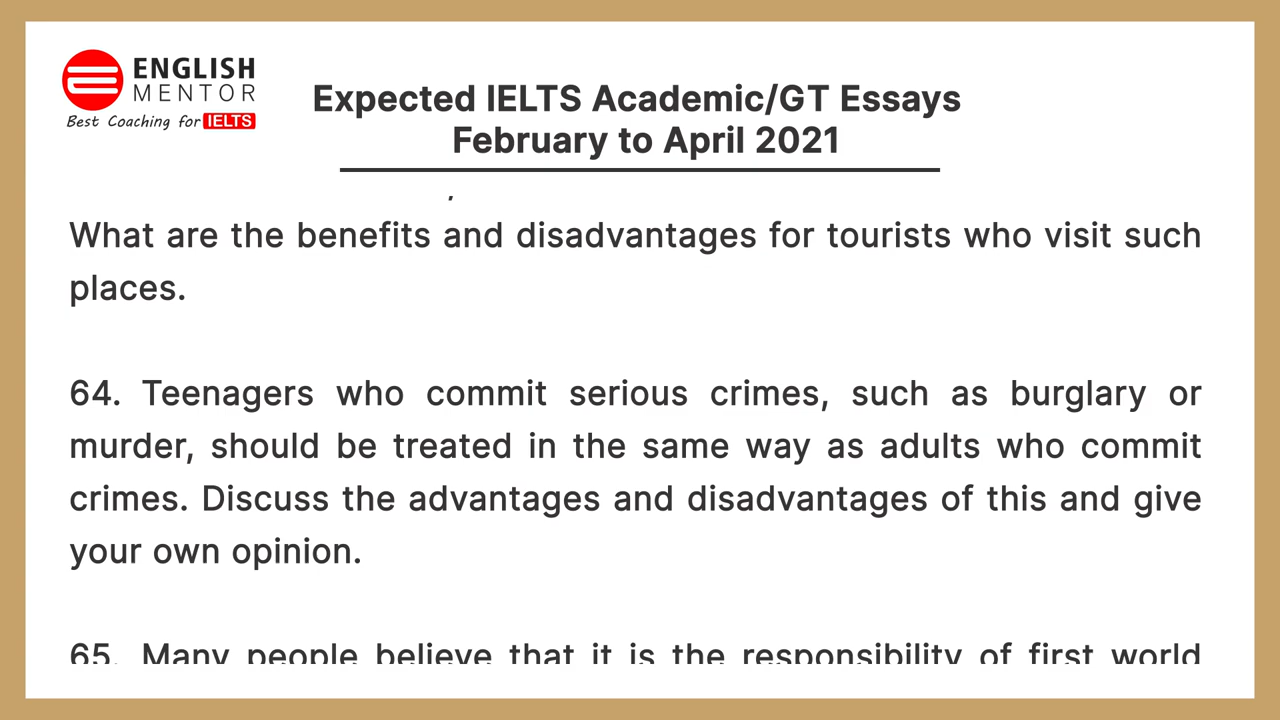 ENGLISH
MENTOR
Best Coaching for IELTS
Expected IELTS Academic/GT Essays
February to April 2021
What are the benefits and disadvantages for tourists who visit such
places.
64. Teenagers who commit serious crimes, such as burglary or
murder, should be treated in the same way as adults who commit
crimes. Discuss the advantages and disadvantages of this and give
your own opinion.
65. Many people believe that it is the responsibility of first world